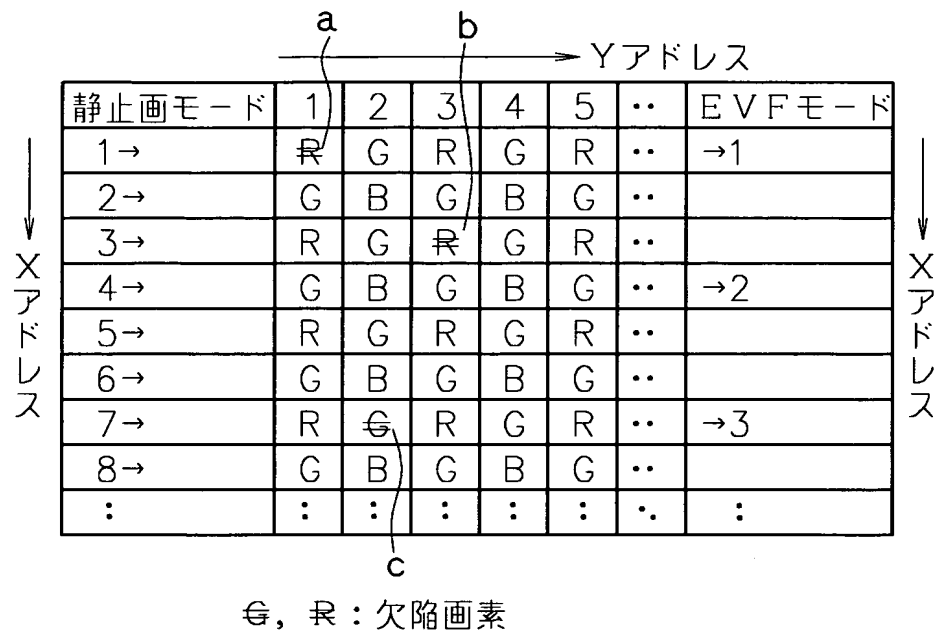 a
b
Yアドレス
静止画モード 1 2 3 4 5 ‥ EVFモード
1→ R G R G R ‥ →1
2→ G B G B G ‥
3→ R G R G R ‥
4→ G B G B G ‥ →2
5→ R G R G R ‥
6→ G B G B G ‥
7→ R G R G R ‥ →3
8→ G B G B G ‥
: : : : : : ⋱ :
Xアドレス
Xアドレス
c
G, R:欠陥画素